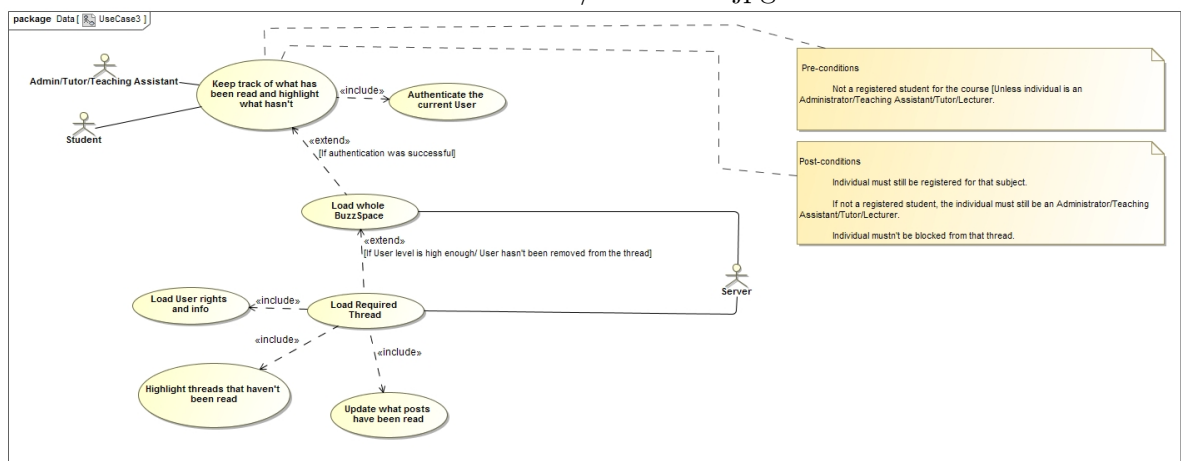 package Data [ UseCase3 ]
Admin/Tutor/Teaching Assistant
Student
Keep track of what has
been read and highlight
what hasn't
«include»
Authenticate the
current User
«extend»
[If authentication was successful]
Load whole
BuzzSpace
«extend»
[If User level is high enough/ User hasn't been removed from the thread]
Server
Load User rights
and info
«include»
Load Required
Thread
«include»
«include»
Highlight threads that haven't
been read
Update what posts
have been read
Pre-conditions
Not a registered student for the course [Unless individual is an
Administrator/Teaching Assistant/Tutor/Lecturer.
Post-conditions
Individual must still be registered for that subject.
If not a registered student, the individual must still be an Administrator/Teaching
Assistant/Tutor/Lecturer.
Individual mustn't be blocked from that thread.